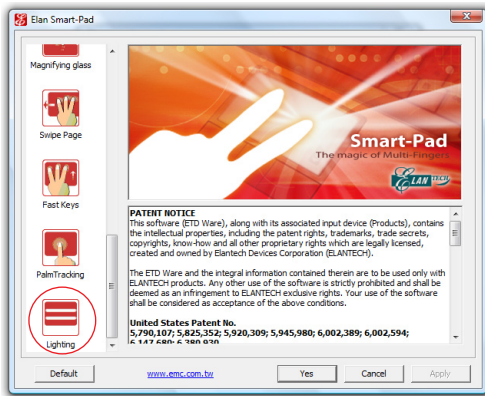 Elan Smart-Pad
Magnifying glass
Swipe Page
Fast Keys
PalmTracking
Lighting
Smart-Pad
The magic of Multi-Fingers
ELANTECH
PATENT NOTICE
This software (ETD Ware), along with its associated input device (Products), contains
the intellectual properties, including the patent rights, trademarks, trade secrets,
copyrights, know-how and all other proprietary rights which are legally licensed,
created and owned by Elantech Devices Corporation (ELANTECH).
The ETD Ware and the integral information contained therein are to be used only with
ELANTECH products. Any other use of the software is strictly prohibited and shall be
deemed as an infringement to ELANTECH exclusive rights. Your use of the software
shall be considered as acceptance of the above conditions.
United States Patent No.
5,790,107; 5,825,352; 5,920,309; 5,945,980; 6,002,389; 6,002,594;
6,147,680; 6,380,930
Default
www.emc.com.tw
Yes
Cancel
Apply